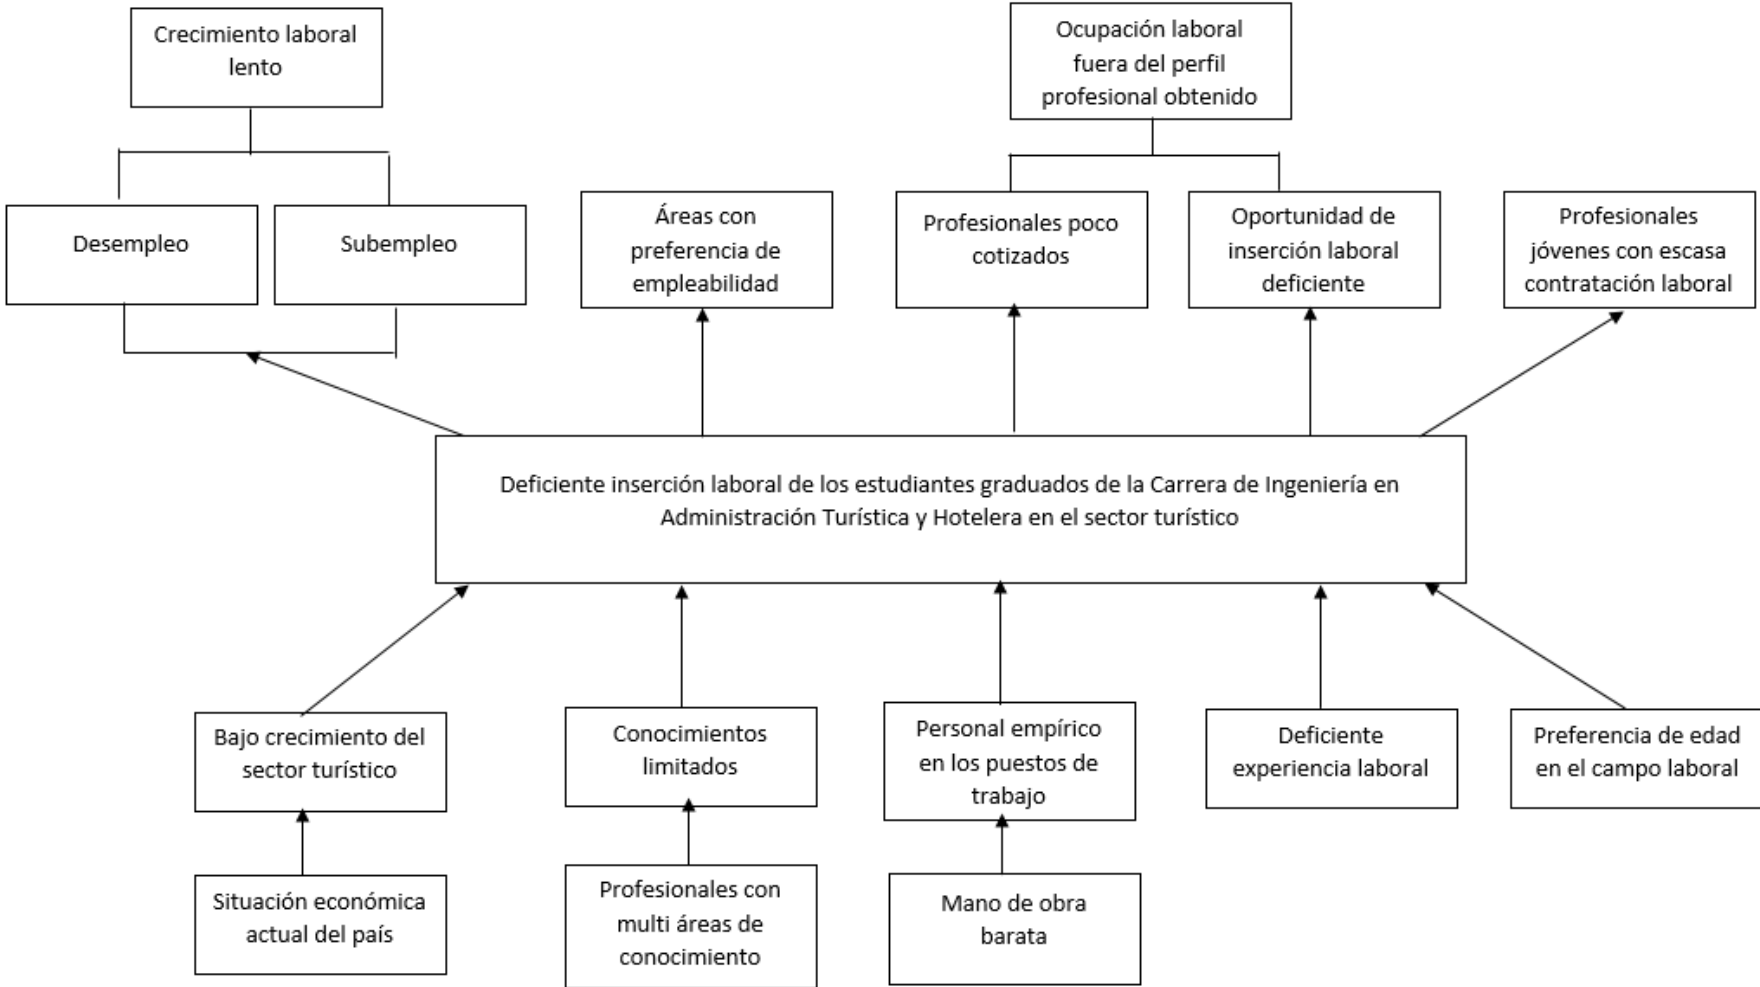 Crecimiento laboral
lento
Ocupación laboral
fuera del perfil
profesional obtenido
Desempleo
Subempleo
Áreas con
preferencia de
empleabilidad
Profesionales poco
cotizados
Oportunidad de
inserción laboral
deficiente
Profesionales
jóvenes con escasa
contratación laboral
Deficiente inserción laboral de los estudiantes graduados de la Carrera de Ingeniería en
Administración Turística y Hotelera en el sector turístico
Bajo crecimiento del
sector turístico
Conocimientos
limitados
Personal empírico
en los puestos de
trabajo
Deficiente
experiencia laboral
Preferencia de edad
en el campo laboral
Situación económica
actual del país
Profesionales con
multi áreas de
conocimiento
Mano de obra
barata